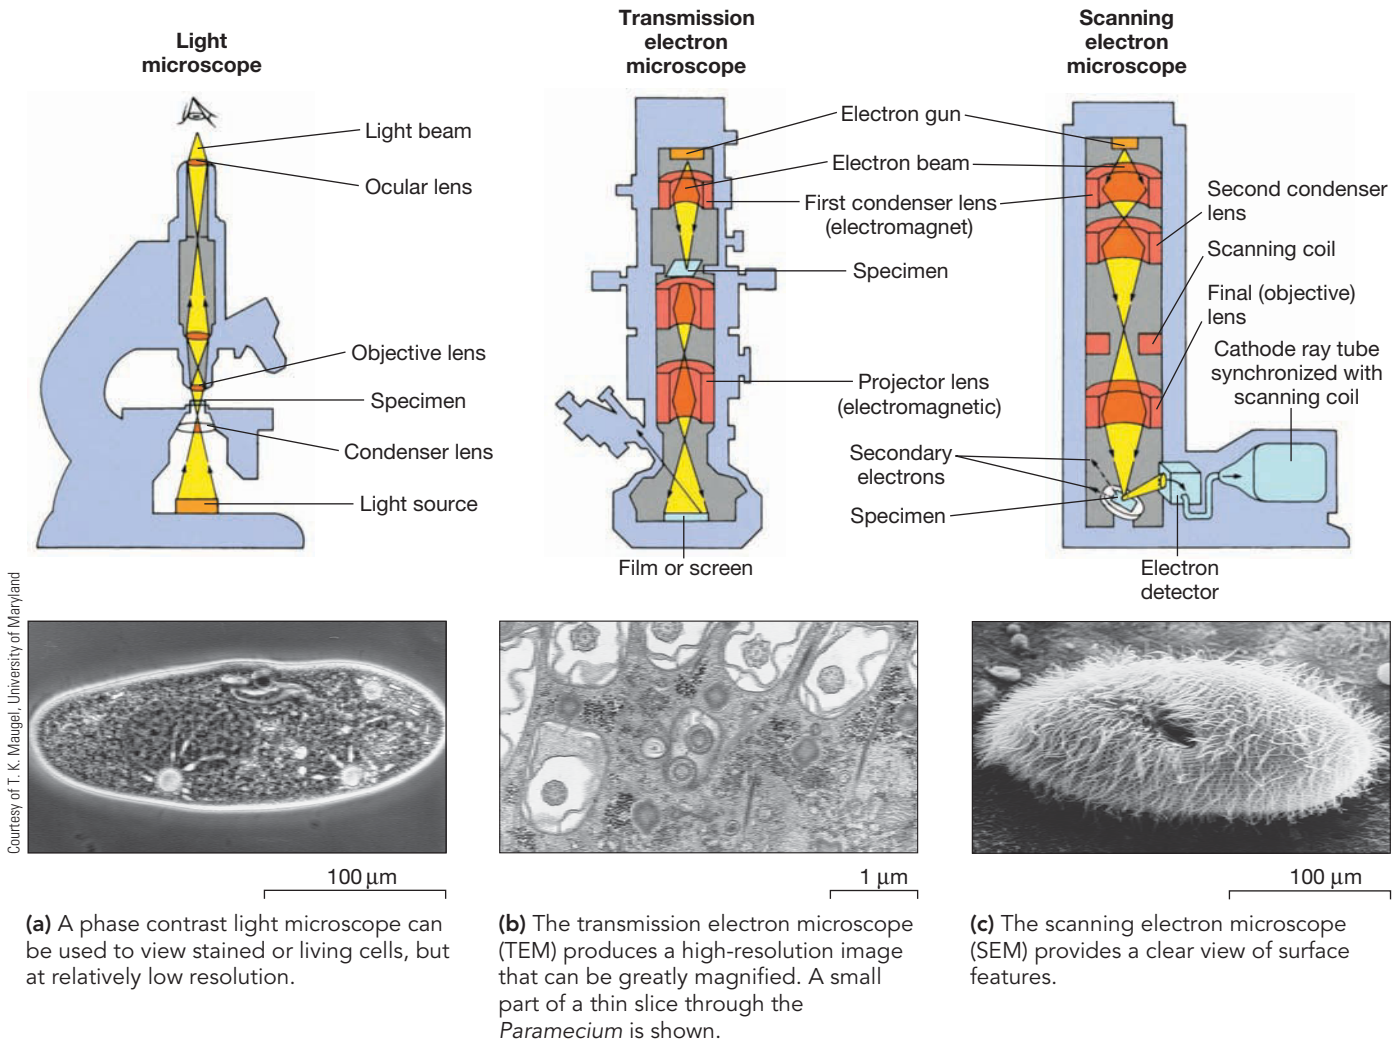 Light
microscope
Transmission
electron
microscope
Scanning
electron
microscope
Light beam
Ocular lens
Objective lens
Specimen
Condenser lens
Light source
Electron gun
Electron beam
First condenser lens
(electromagnet)
Specimen
Projector lens
(electromagnetic)
Film or screen
Second condenser
lens
Scanning coil
Final (objective)
lens
Cathode ray tube
synchronized with
scanning coil
Secondary
electrons
Specimen
Electron
detector
Courtesy of T. K. Maugel, University of Maryland
100 µm
1 µm
100 µm
(a) A phase contrast light microscope can
be used to view stained or living cells, but
at relatively low resolution.
(b) The transmission electron microscope
(TEM) produces a high-resolution image
that can be greatly magnified. A small
part of a thin slice through the
Paramecium is shown.
(c) The scanning electron microscope
(SEM) provides a clear view of surface
features.